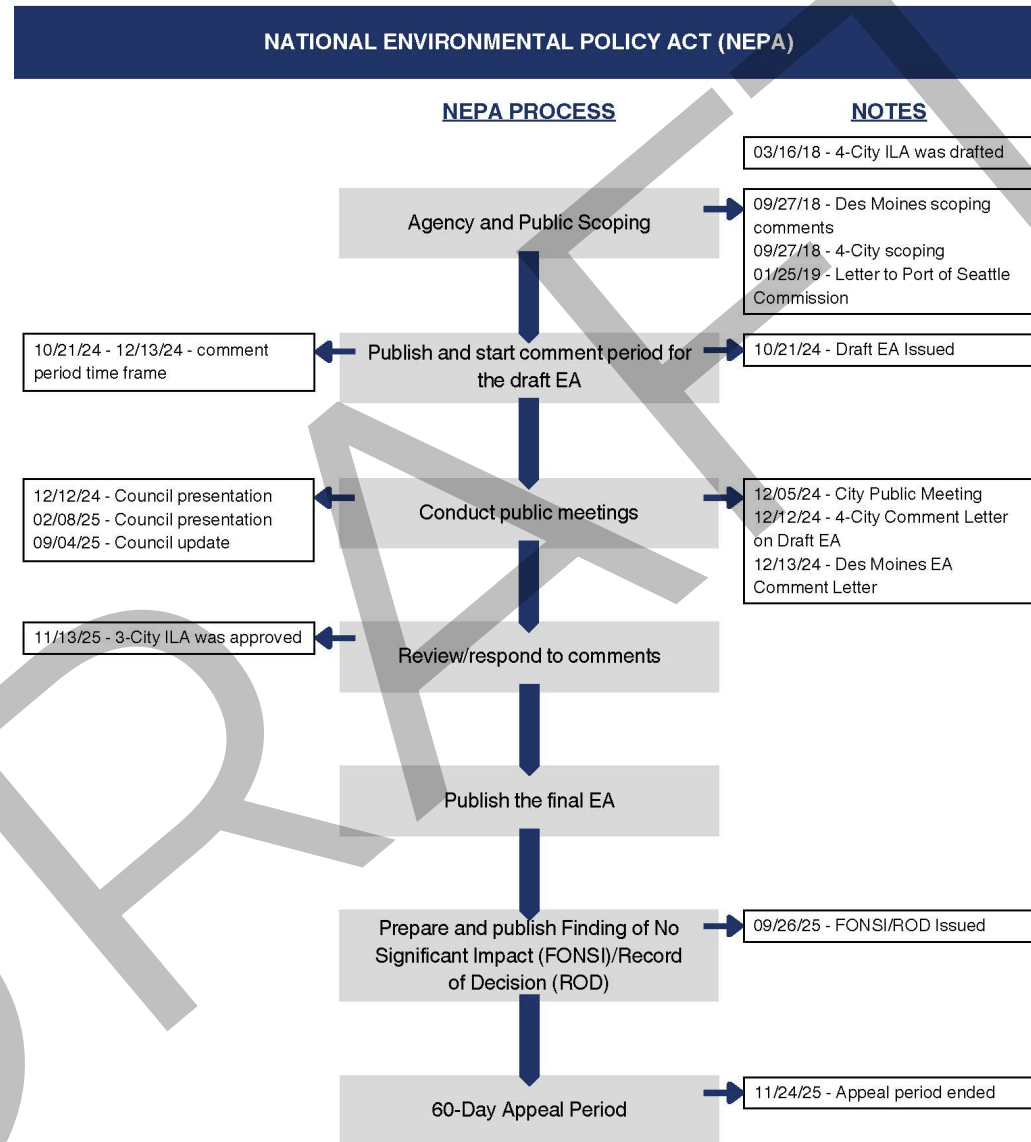 NATIONAL ENVIRONMENTAL POLICY ACT (NEPA)
NEPA PROCESS
NOTES
03/16/18 - 4-City ILA was drafted
Agency and Public Scoping
09/27/18 - Des Moines scoping
comments
09/27/18 - 4-City scoping
01/25/19 - Letter to Port of Seattle
Commission
10/21/24 - 12/13/24 - comment
period time frame
Publish and start comment period for
the draft EA
10/21/24 - Draft EA Issued
12/12/24 - Council presentation
02/08/25 - Council presentation
09/04/25 - Council update
Conduct public meetings
12/05/24 - City Public Meeting
12/12/24 - 4-City Comment Letter
on Draft EA
12/13/24 - Des Moines EA
Comment Letter
11/13/25 - 3-City ILA was approved
Review/respond to comments
Publish the final EA
Prepare and publish Finding of No
Significant Impact (FONSI)/Record
of Decision (ROD)
09/26/25 - FONSI/ROD Issued
60-Day Appeal Period
11/24/25 - Appeal period ended
DRAFT